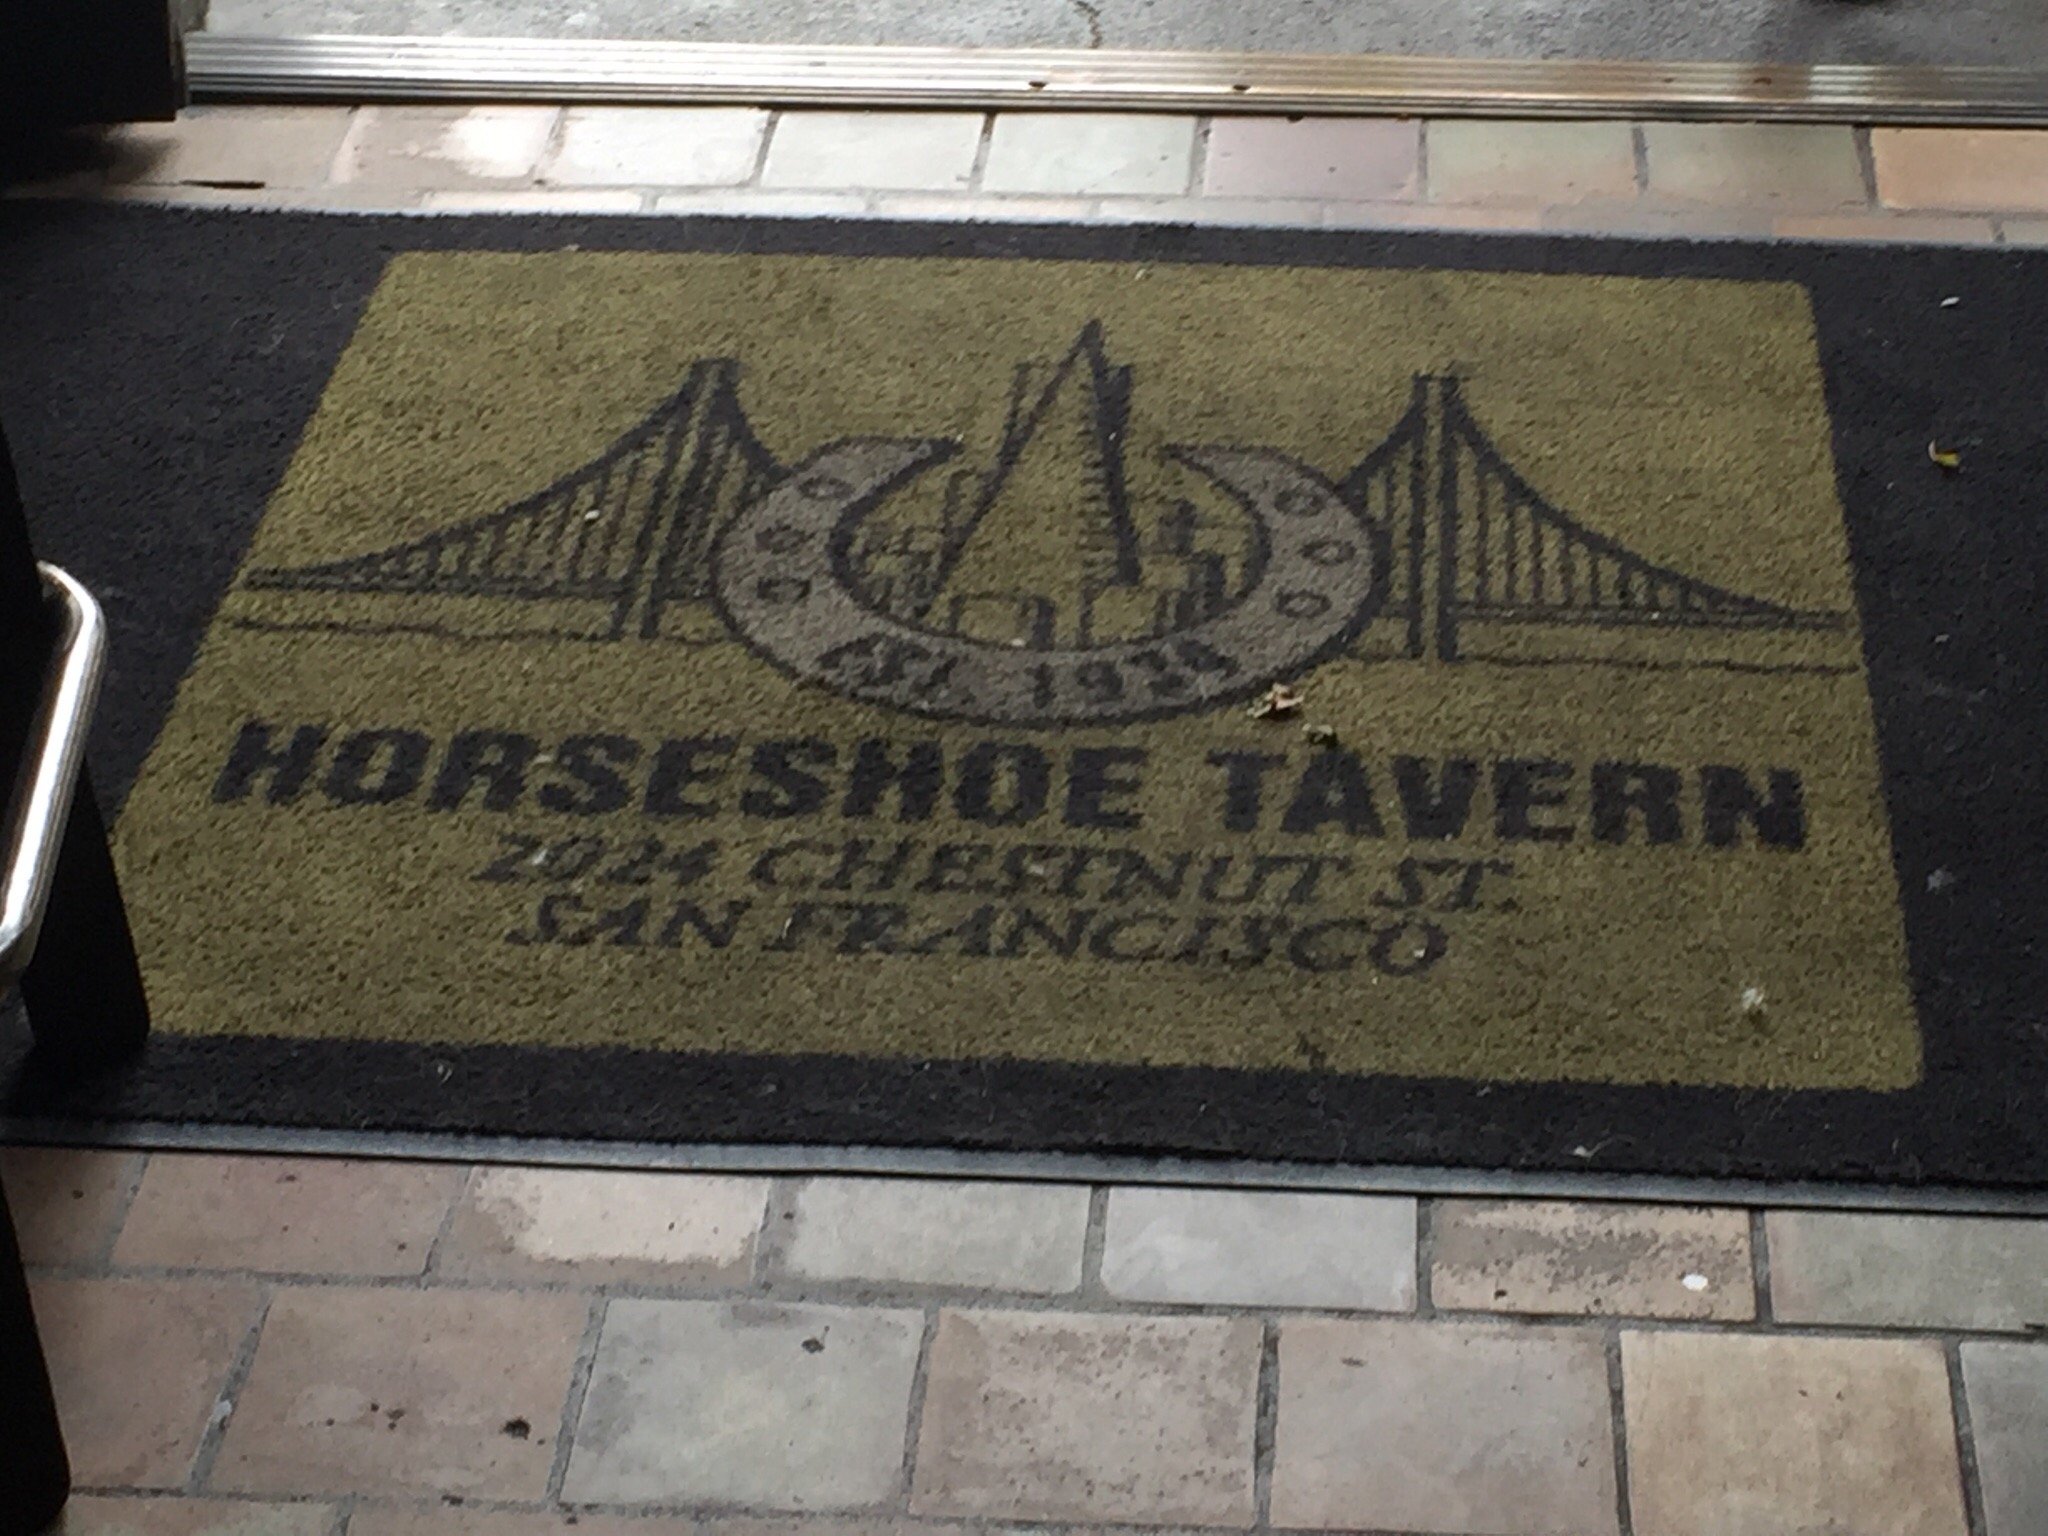 EST. 1934
HORSESHOE TAVERN
2024 CHESTNUT ST.
SAN FRANCISCO